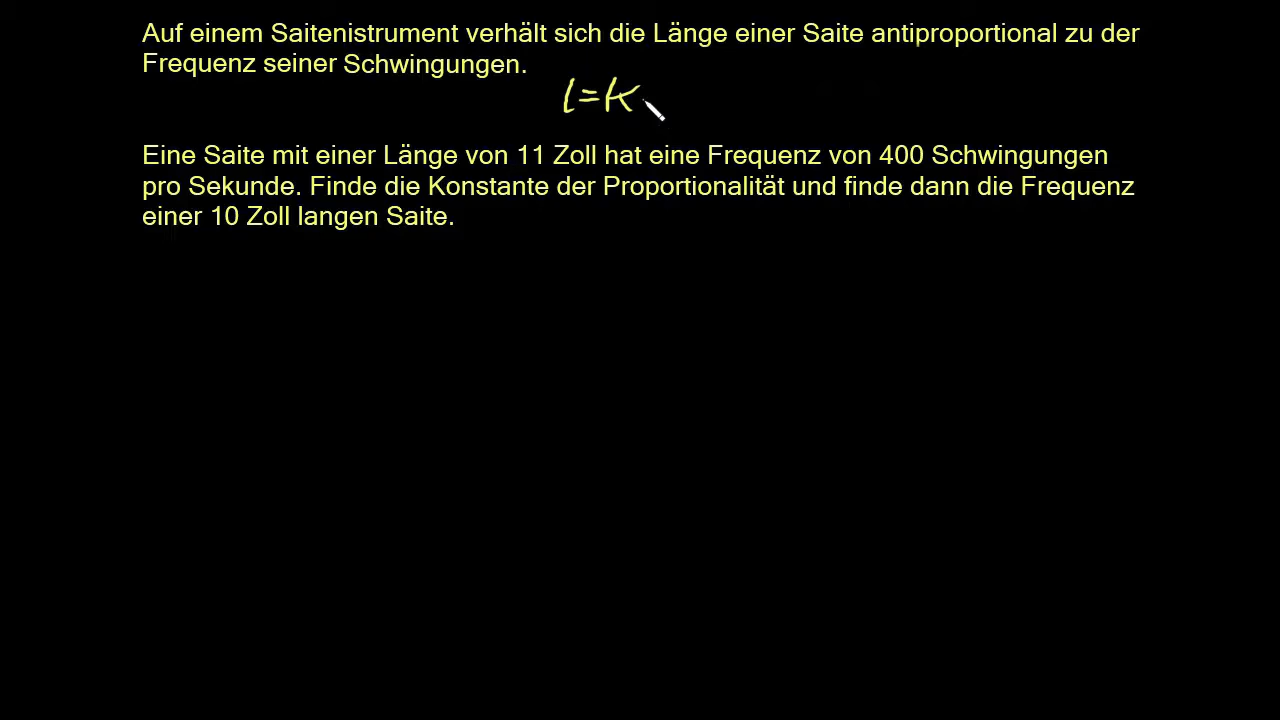 Auf einem Saitenistrument verhält sich die Länge einer Saite antiproportional zu der
Frequenz seiner Schwingungen.
l=K
Eine Saite mit einer Länge von 11 Zoll hat eine Frequenz von 400 Schwingungen
pro Sekunde. Finde die Konstante der Proportionalität und finde dann die Frequenz
einer 10 Zoll langen Saite.